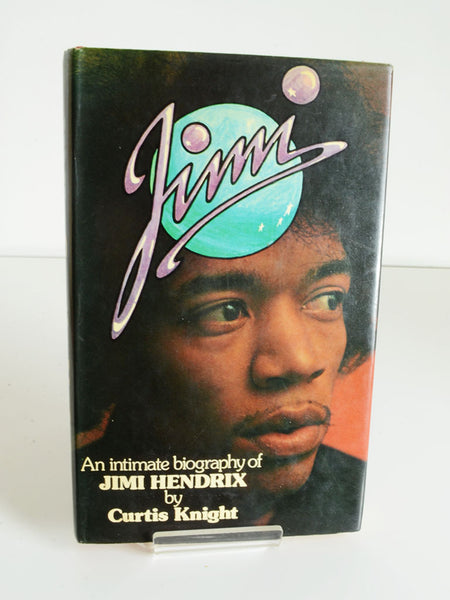 Jimi
An intimate biography of
JIMI HENDRIX
by
Curtis Knight